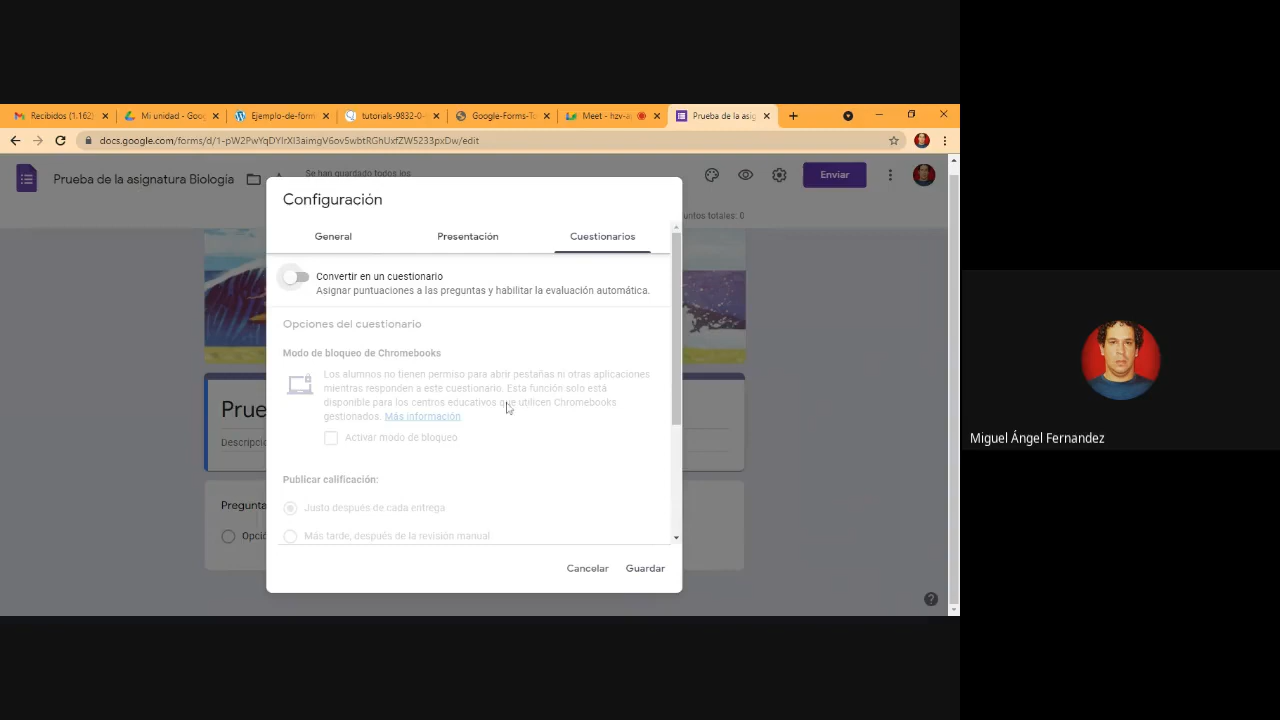 Recibidos (1.162)
Mi unidad - Goog
Ejemplo-de-form
tutorials-9832-0-
Google-Forms-Tu
Meet - hzv-a
Prueba de la asig
docs.google.com/forms/d/1-pW2PwYqDYlrXl3aimgV6ov5wbtRGhUxfZW5233pxDw/edit
Prueba de la asignatura Biología
Se han guardado todos los
Enviar
untos totales: 0
Configuración
General
Presentación
Cuestionarios
Convertir en un cuestionario
Asignar puntuaciones a las preguntas y habilitar la evaluación automática.
Opciones del cuestionario
Modo de bloqueo de Chromebooks
Los alumnos no tienen permiso para abrir pestañas ni otras aplicaciones
mientras responden a este cuestionario. Esta función solo está
disponible para los centros educativos que utilicen Chromebooks
gestionados. Más información
Activar modo de bloqueo
Prue
Descripció
Publicar calificación:
Pregunta
Justo después de cada entrega
Opció
Más tarde, después de la revisión manual
Cancelar
Guardar
Miguel Ángel Fernandez